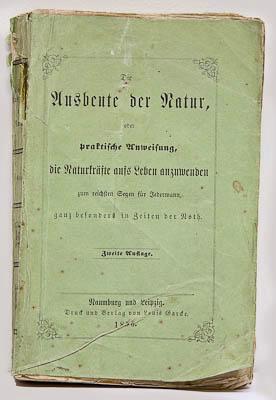 Die
Ausbeute der Natur,
oder
praktische Anweisung,
die Naturkräfte aufs Leben anzuwenden
zum reichsten Segen für Jedermann,
ganz besonders in Zeiten der Noth.
Zweite Auflage.
Naumburg und Leipzig.
Druck und Verlag von Louis Garcke.
1856.